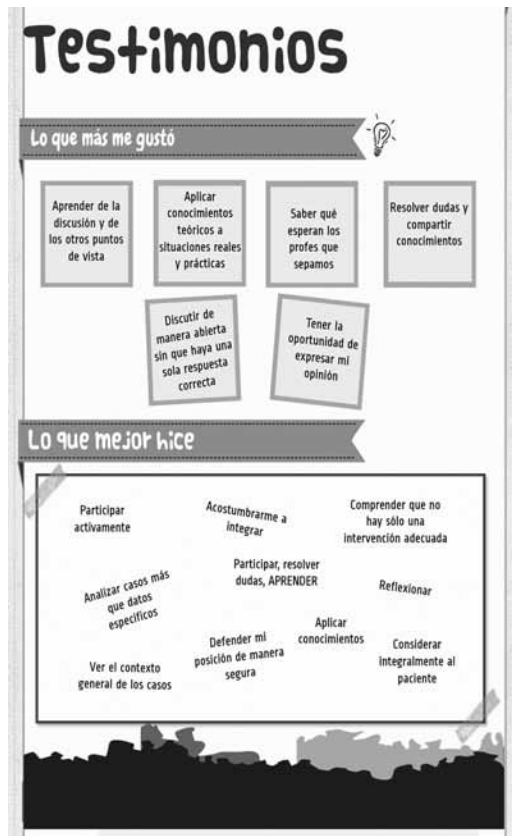 Testimonios
Lo que más me gustó
Aprender de la
discusión y de
los otros puntos
de vista
Aplicar
conocimientos
teóricos a
situaciones reales
y prácticas
Saber qué
esperan los
profes que
sepamos
Resolver dudas y
compartir
conocimientos
Discutir de
manera abierta
sin que haya una
sola respuesta
correcta
Tener la
oportunidad de
expresar mi
opinión
Lo que mejor hice
Participar
activamente
Acostumbrarme a
integrar
Comprender que no
hay sólo una
intervención adecuada
Analizar casos más
que datos
específicos
Participar, resolver
dudas, APRENDER
Reflexionar
Ver el contexto
general de los casos
Defender mi
posición de manera
segura
Aplicar
conocimientos
Considerar
integralmente al
paciente